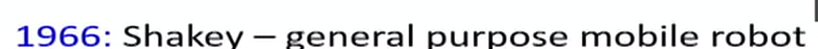 1966: Shakey – general purpose mobile robot